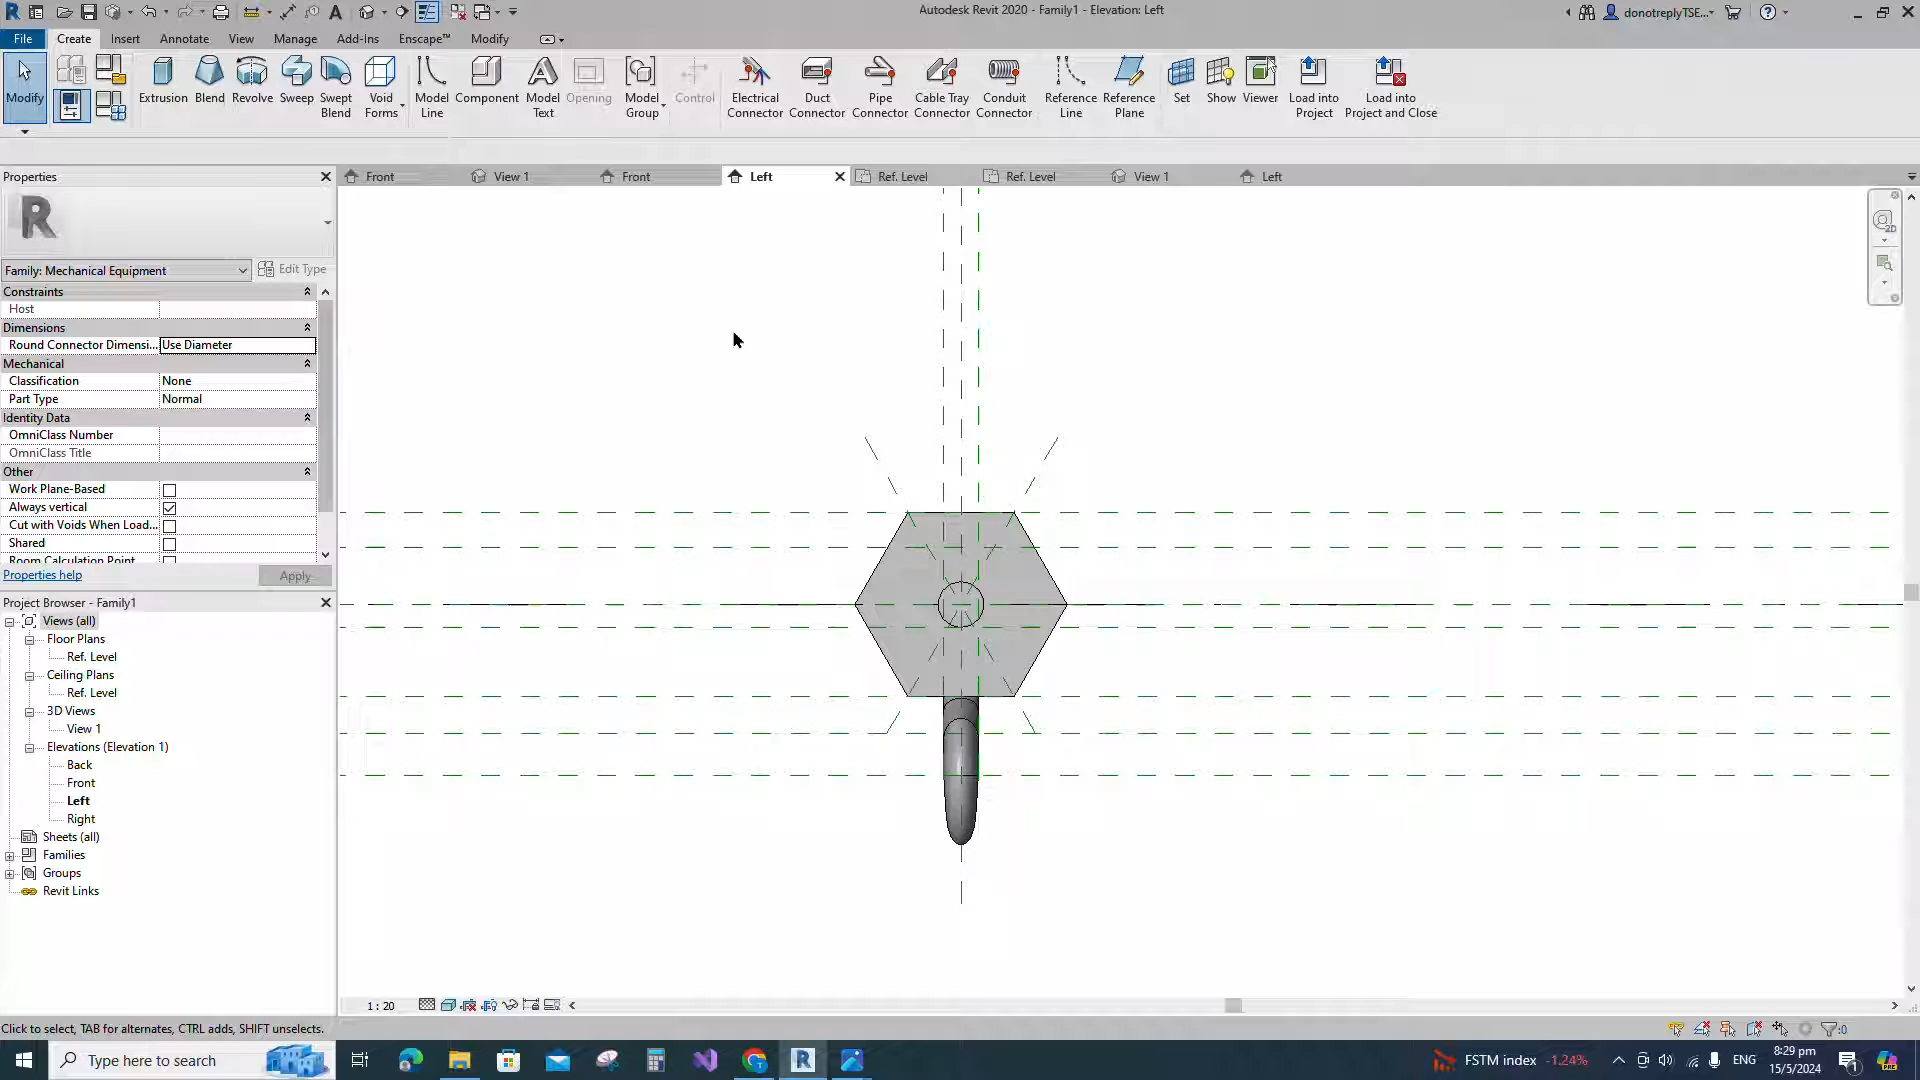 Autodesk Revit 2020 - Family1 - Elevation: Left
donotreplyTSE...
File Create Insert Annotate View Manage Add-Ins Enscape™ Modify
Modify
Extrusion
Blend
Revolve
Sweep
Swept
Blend
Void
Forms
Model
Line
Component
Model
Text
Opening
Model
Group
Control
Electrical
Connector
Duct
Connector
Pipe
Connector
Cable Tray
Connector
Conduit
Connector
Reference
Line
Reference
Plane
Set
Show
Viewer
Load into
Project
Load into
Project and Close
Properties
Front View 1 Front Left Ref. Level Ref. Level View 1 Left
R
2D
Family: Mechanical Equipment Edit Type
Constraints
Host
Dimensions
Round Connector Dimensi... Use Diameter
Mechanical
Classification None
Part Type Normal
Identity Data
OmniClass Number
OmniClass Title
Other
Work Plane-Based
Always vertical
Cut with Voids When Load...
Shared
Room Calculation Point
Properties help Apply
Project Browser - Family1
Views (all)
Floor Plans
Ref. Level
Ceiling Plans
Ref. Level
3D Views
View 1
Elevations (Elevation 1)
Back
Front
Left
Right
Sheets (all)
Families
Groups
Revit Links
1 : 20
Click to select, TAB for alternates, CTRL adds, SHIFT unselects.
:0
Type here to search
FSTM index -1.24%
ENG
8:29 pm
15/5/2024
1